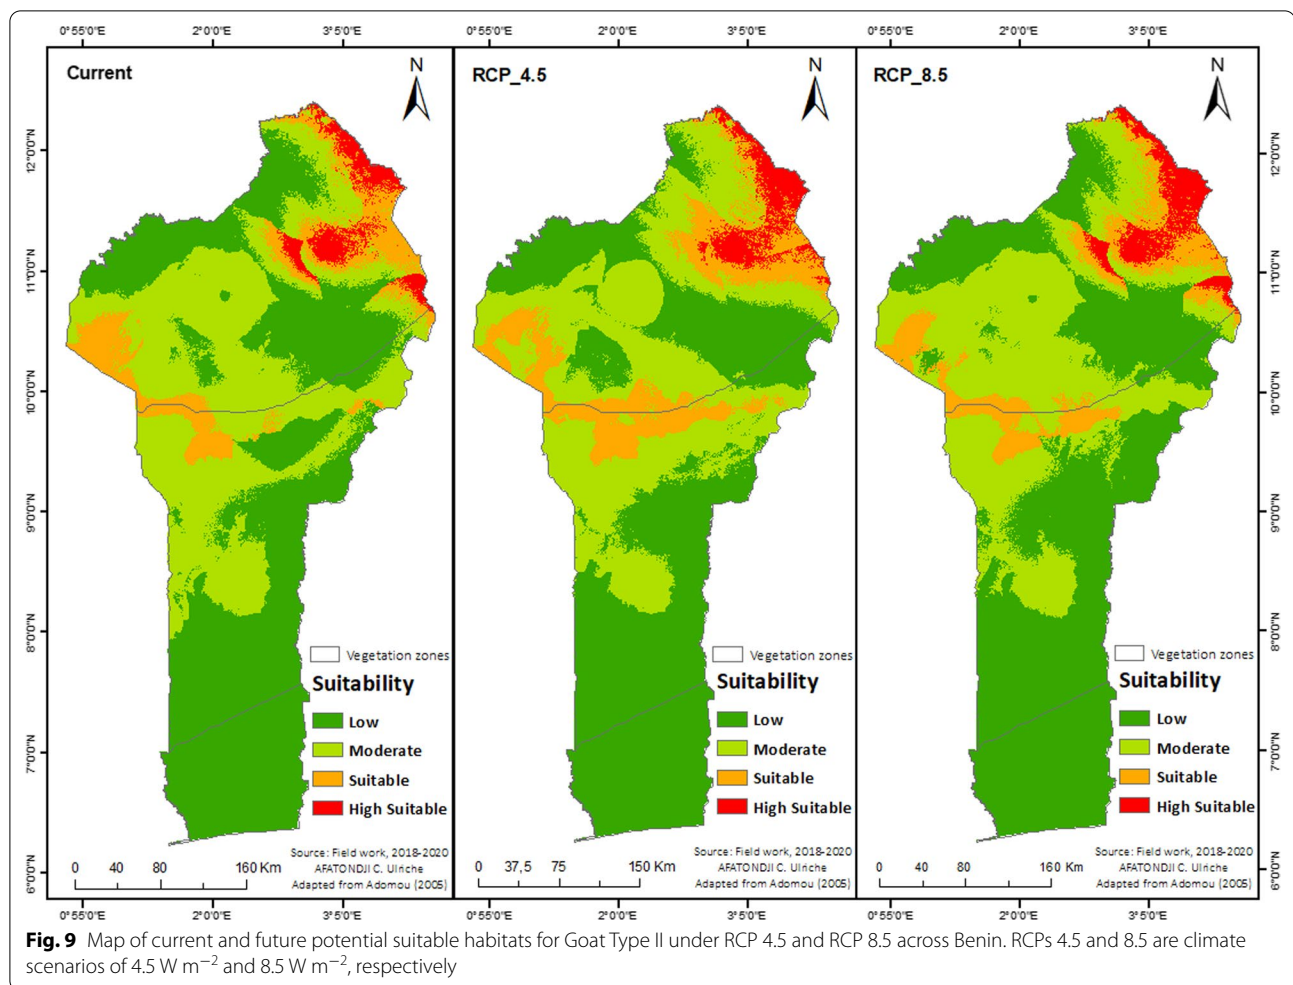 0°55'0"E 2°0'0"E 3°5'0"E 0°55'0"E 2°0'0"E 3°5'0"E 0°55'0"E 2°0'0"E 3°5'0"E
Current
N
RCP_4.5
N
RCP_8.5
N
12°0'0"N
11°0'0"N
10°0'0"N
9°0'0"N
8°0'0"N
7°0'0"N
6°0'0"N
Vegetation zones
Suitability
Low
Moderate
Suitable
High Suitable
Source: Field work, 2018-2020
AFATONDJI C. Ulriche
Adapted from Adomou (2005)
0 40 80 160 Km
Vegetation zones
Suitability
Low
Moderate
Suitable
High Suitable
Source: Field work, 2018-2020
AFATONDJI C. Ulriche
Adapted from Adomou (2005)
0 37,5 75 150 Km
Vegetation zones
Suitability
Low
Moderate
Suitable
High Suitable
Source: Field work, 2018-2020
AFATONDJI C. Ulriche
Adapted from Adomou (2005)
0 40 80 160 Km
12°0'0"N
11°0'0"N
10°0'0"N
9°0'0"N
8°0'0"N
7°0'0"N
6°0'0"N
0°55'0"E 2°0'0"E 3°5'0"E 0°55'0"E 2°0'0"E 3°5'0"E 0°55'0"E 2°0'0"E 3°5'0"E
Fig. 9 Map of current and future potential suitable habitats for Goat Type II under RCP 4.5 and RCP 8.5 across Benin. RCPs 4.5 and 8.5 are climate
scenarios of 4.5 W m⁻² and 8.5 W m⁻², respectively